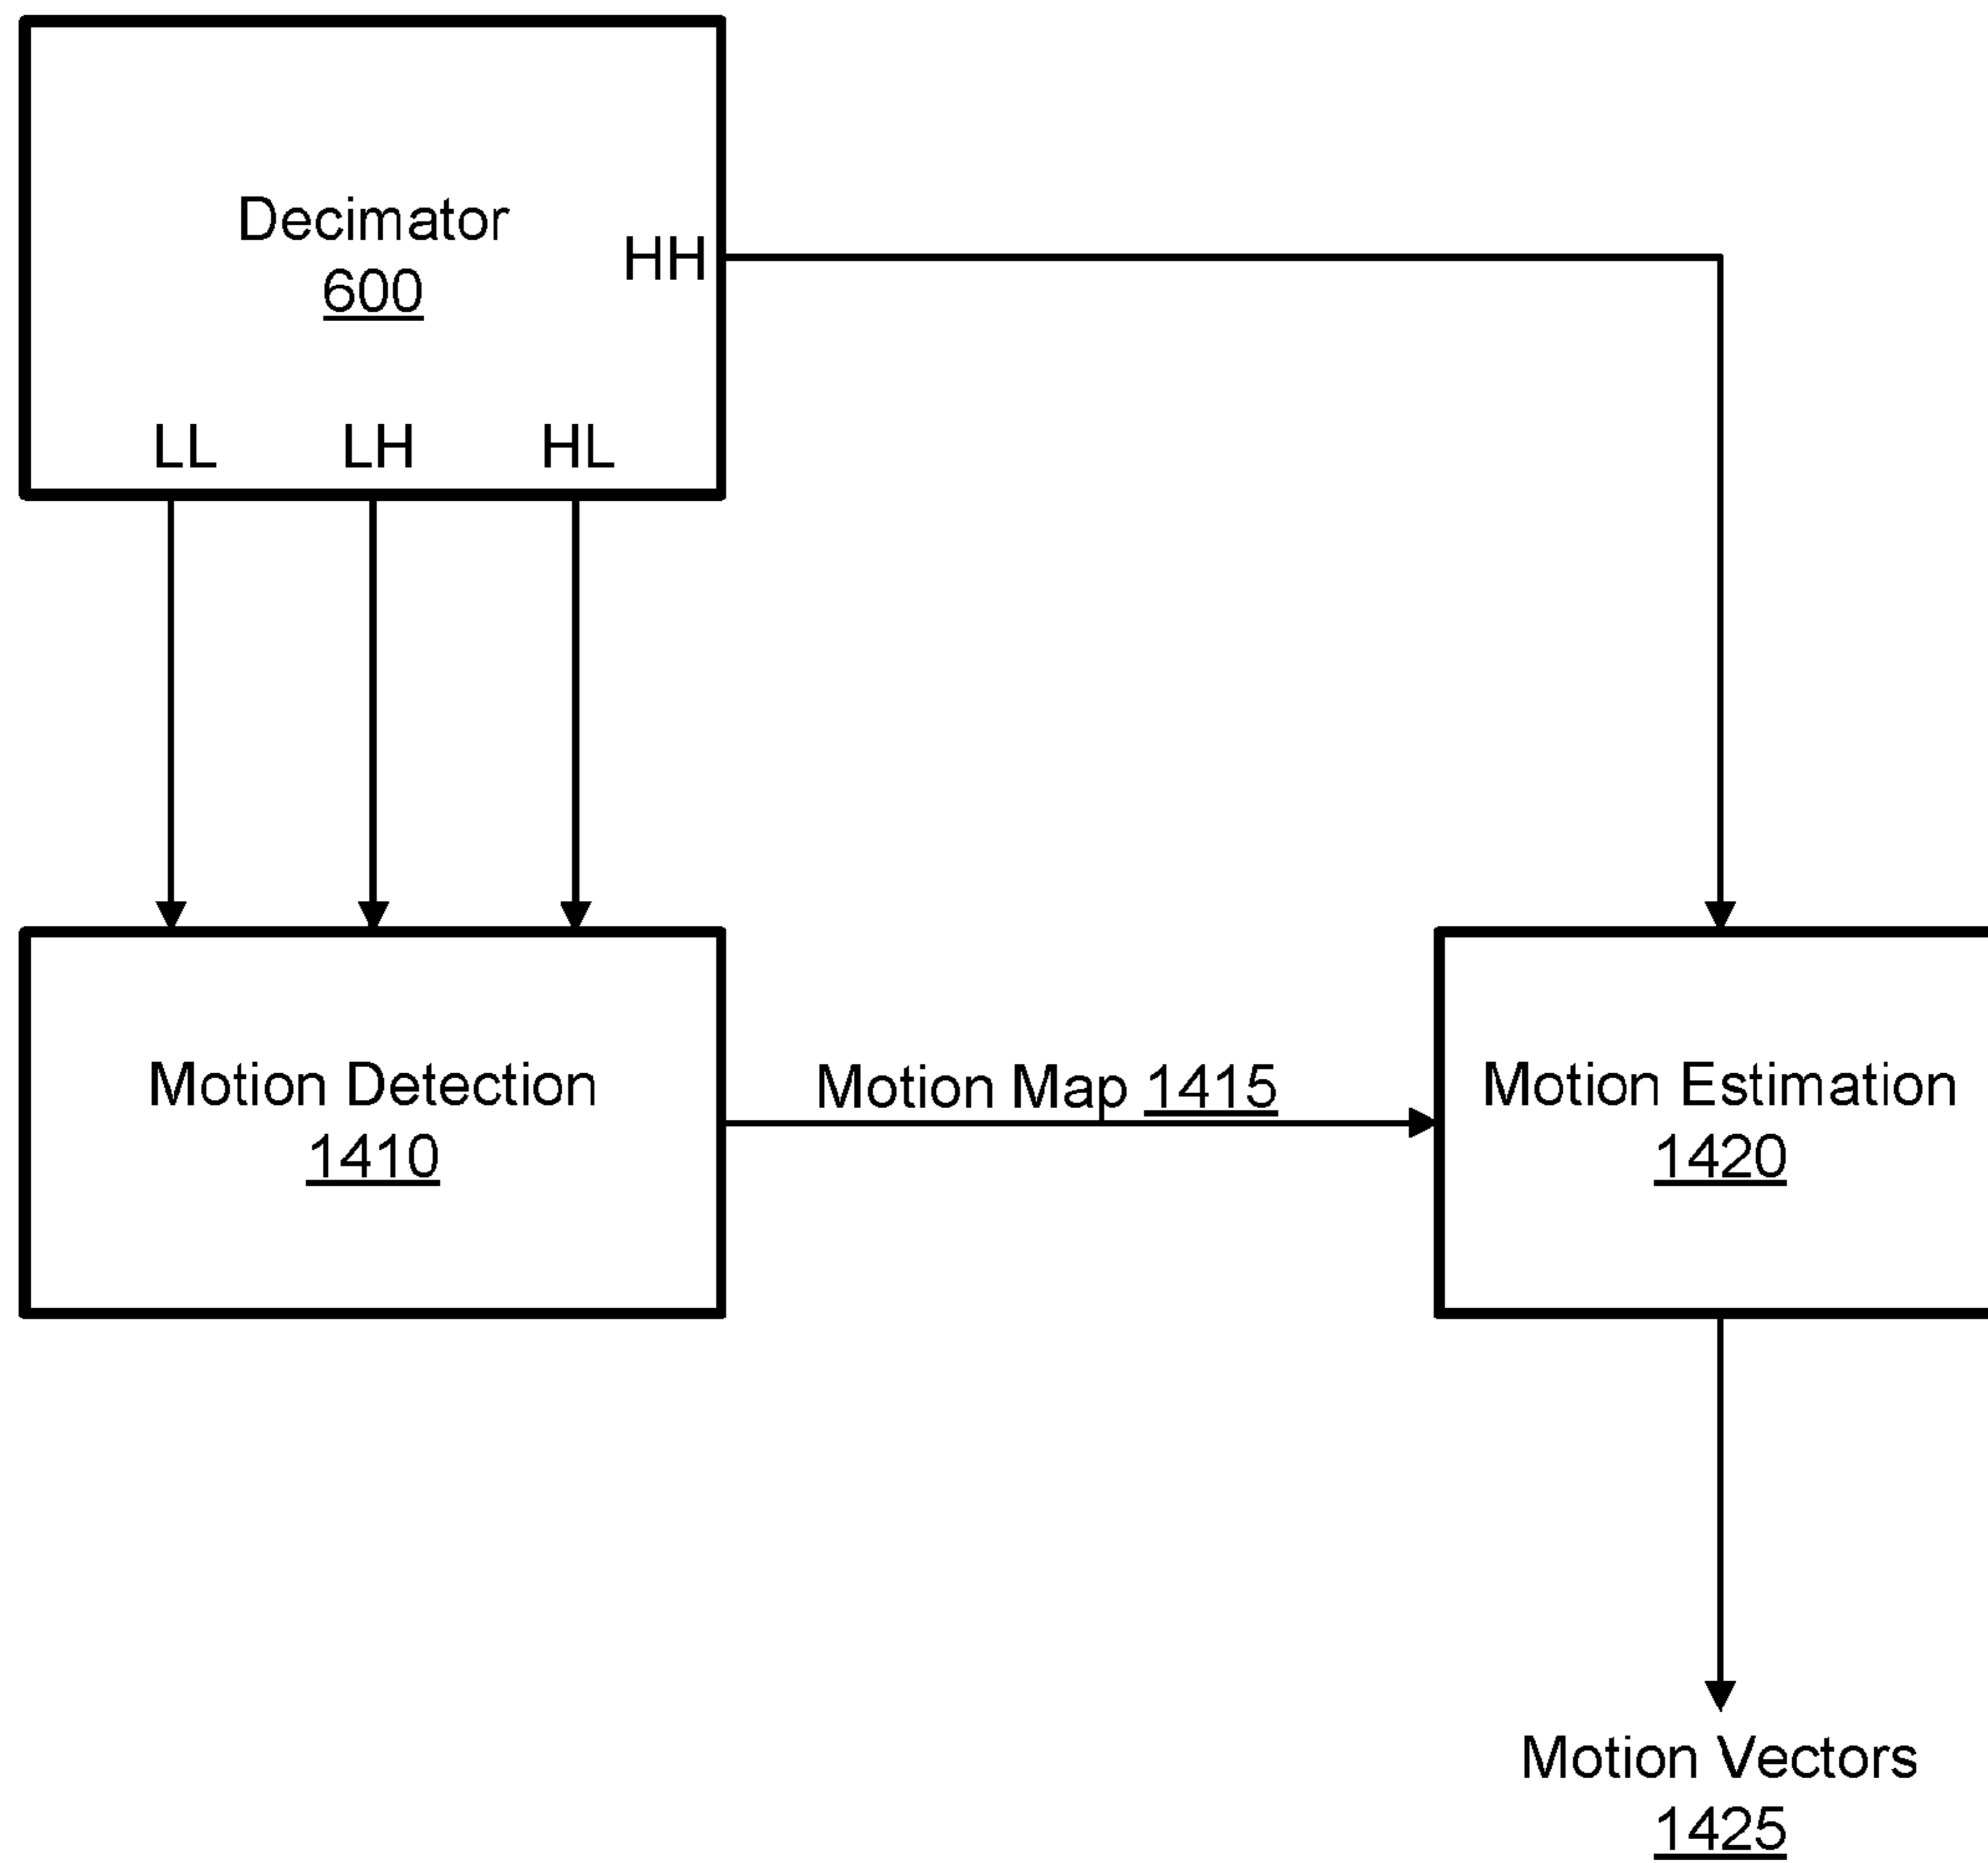 Decimator
600
HH
LL LH HL
Motion Detection
1410
Motion Map 1415
Motion Estimation
1420
Motion Vectors
1425